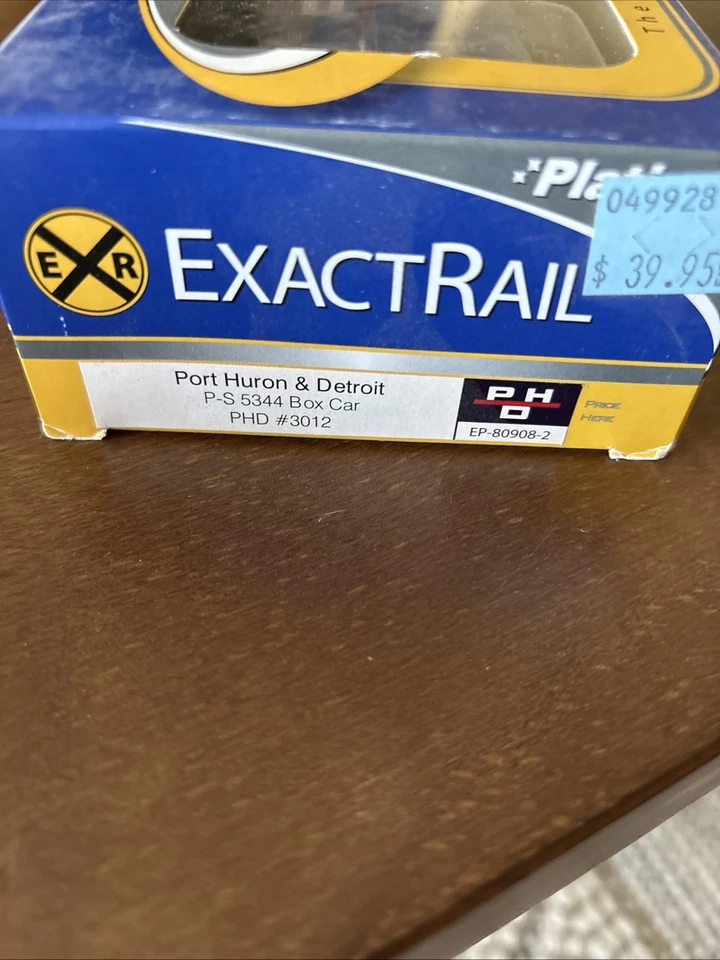 The
Plati
049928
$ 39.95
E R
EXACTRAIL
Port Huron & Detroit
P-S 5344 Box Car
PHD #3012
P H
D
EP-80908-2
PRICE
HERE